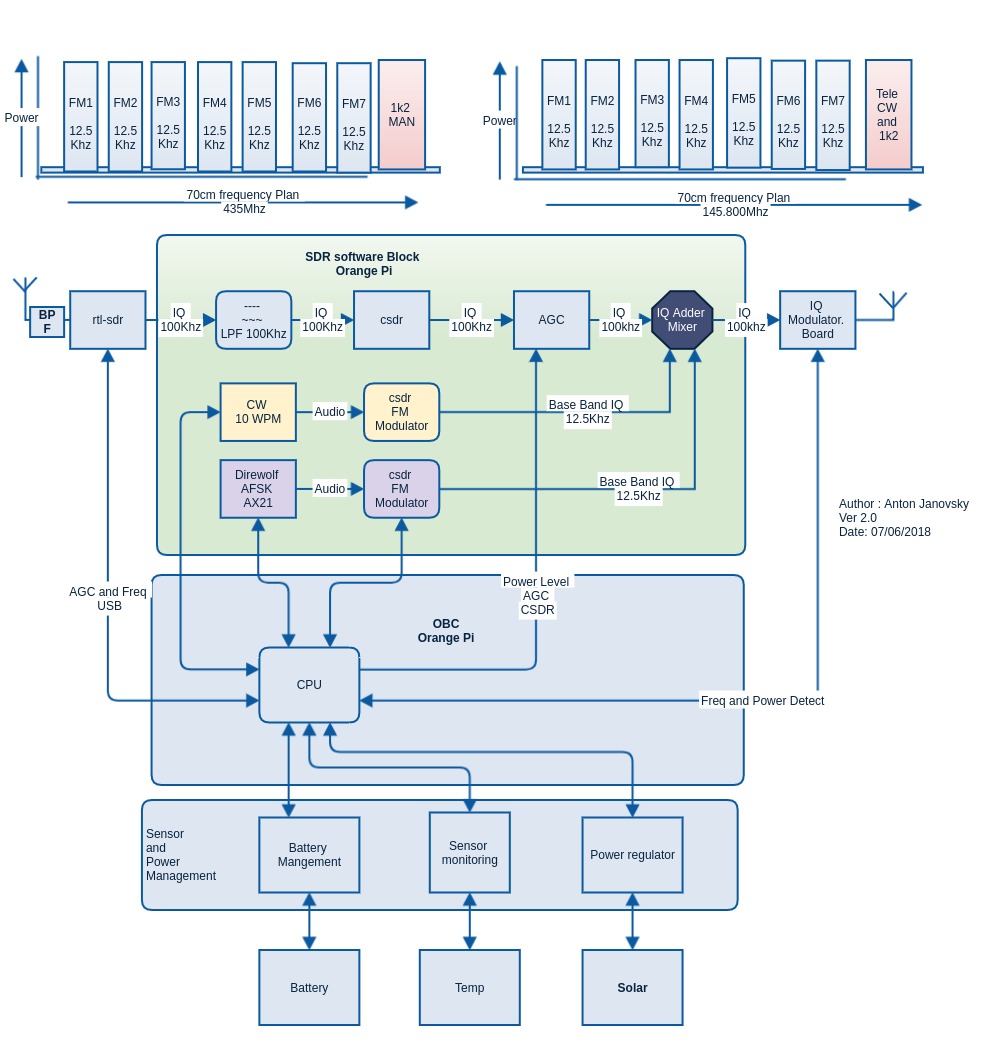 Power
FM1
12.5
Khz
FM2
12.5
Khz
FM3
12.5
Khz
FM4
12.5
Khz
FM5
12.5
Khz
FM6
12.5
Khz
FM7
12.5
Khz
1k2
MAN
70cm frequency Plan
435Mhz
Power
FM1
12.5
Khz
FM2
12.5
Khz
FM3
12.5
Khz
FM4
12.5
Khz
FM5
12.5
Khz
FM6
12.5
Khz
FM7
12.5
Khz
Tele
CW
and
1k2
70cm frequency Plan
145.800Mhz
SDR software Block
Orange Pi
BP
F
rtl-sdr
IQ
100Khz
----
~~~
LPF 100Khz
IQ
100Khz
csdr
IQ
100Khz
AGC
IQ
100khz
IQ Adder
Mixer
IQ
100khz
IQ
Modulator.
Board
CW
10 WPM
Audio
csdr
FM
Modulator
Base Band IQ
12.5Khz
Direwolf
AFSK
AX21
Audio
csdr
FM
Modulator
Base Band IQ
12.5Khz
Author : Anton Janovsky
Ver 2.0
Date: 07/06/2018
AGC and Freq
USB
Power Level
AGC
CSDR
OBC
Orange Pi
CPU
Freq and Power Detect
Sensor
and
Power
Management
Battery
Mangement
Sensor
monitoring
Power regulator
Battery
Temp
Solar